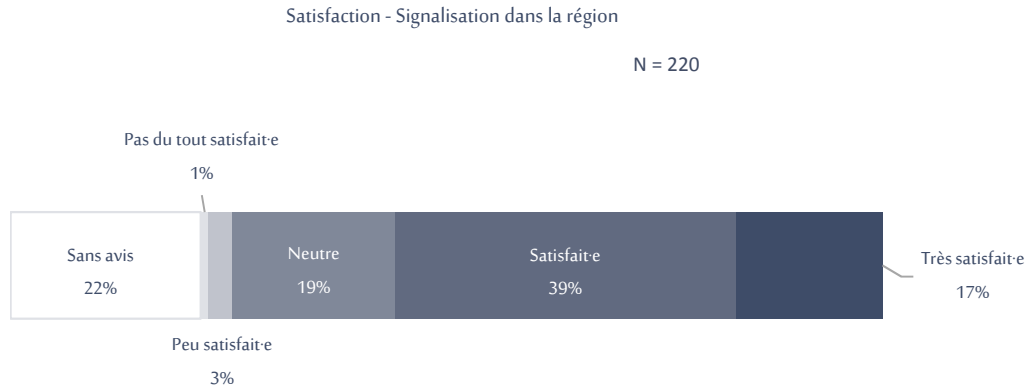 Satisfaction - Signalisation dans la région
N = 220
Pas du tout satisfait·e
1%
Sans avis
22%
Neutre
19%
Satisfait·e
39%
Très satisfait·e
17%
Peu satisfait·e
3%